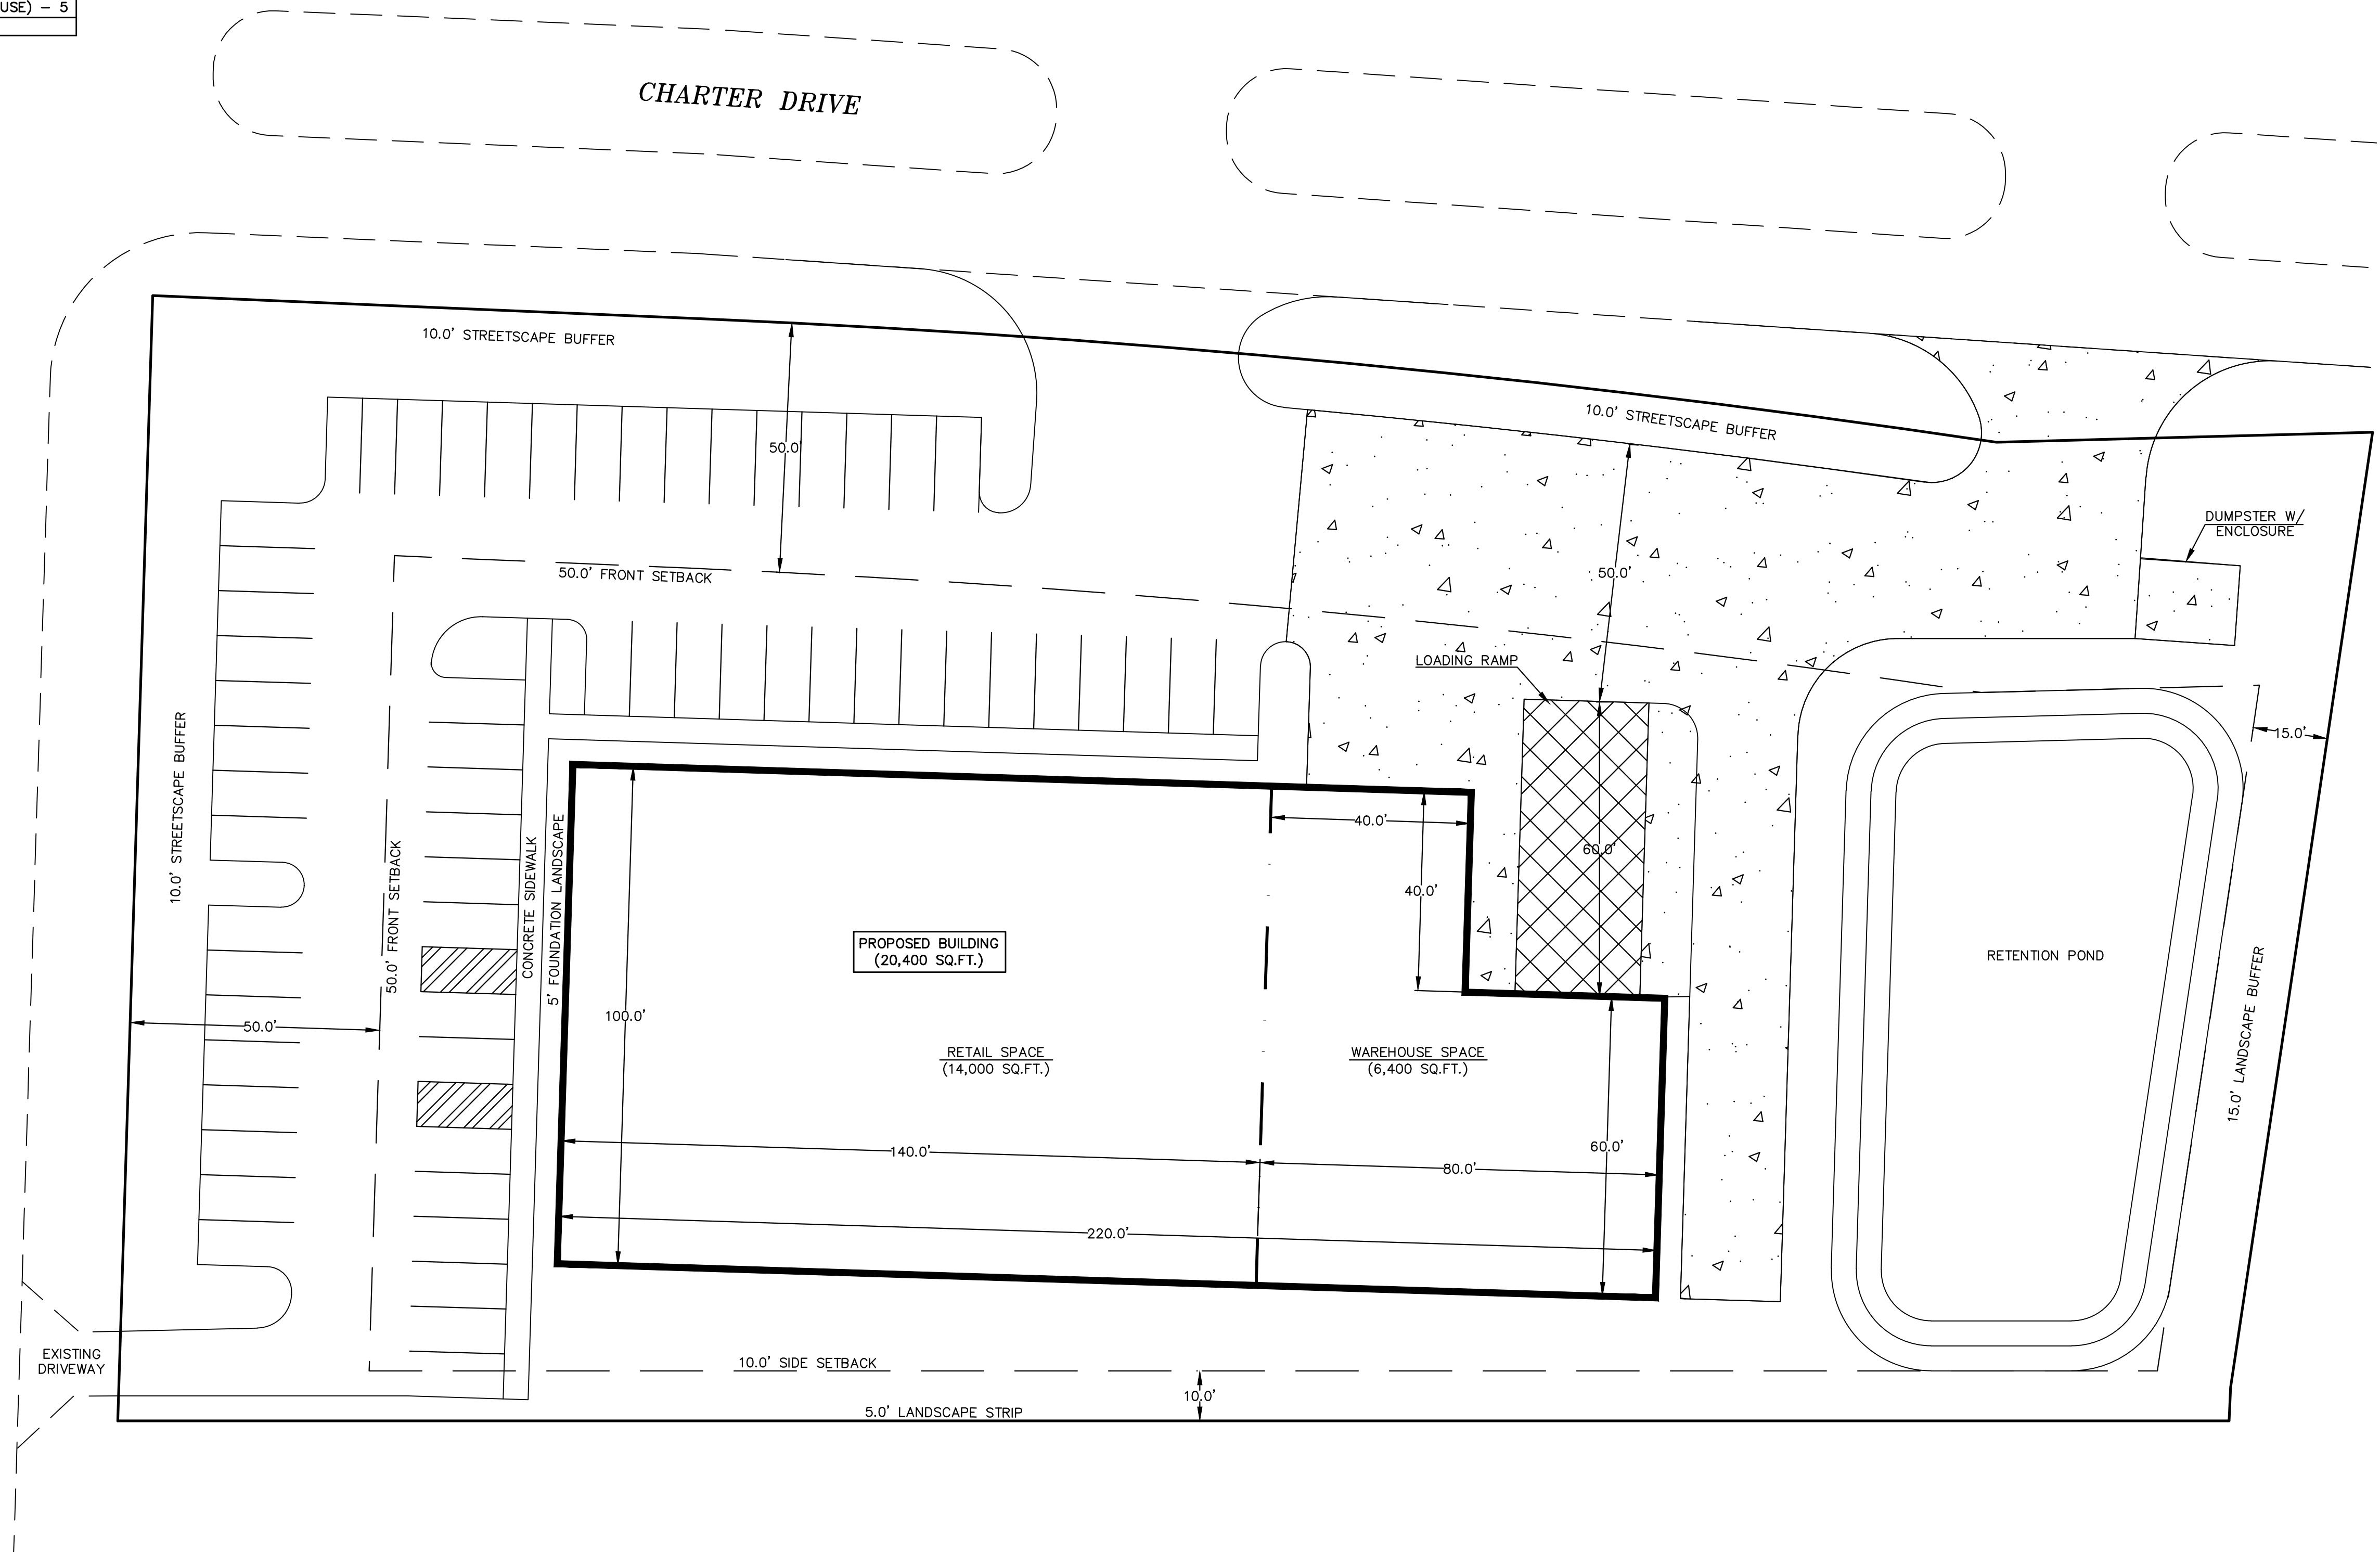 USE) – 5
CHARTER DRIVE
10.0' STREETSCAPE BUFFER
10.0' STREETSCAPE BUFFER
50.0'
DUMPSTER W/
ENCLOSURE
50.0' FRONT SETBACK
50.0'
LOADING RAMP
15.0'
10.0' STREETSCAPE BUFFER
50.0' FRONT SETBACK
CONCRETE SIDEWALK
5' FOUNDATION LANDSCAPE
40.0'
60.0'
40.0'
PROPOSED BUILDING
(20,400 SQ.FT.)
RETENTION POND
15.0' LANDSCAPE BUFFER
50.0'
100.0'
RETAIL SPACE
(14,000 SQ.FT.)
WAREHOUSE SPACE
(6,400 SQ.FT.)
140.0'
60.0'
80.0'
220.0'
EXISTING
DRIVEWAY
10.0' SIDE SETBACK
10.0'
5.0' LANDSCAPE STRIP